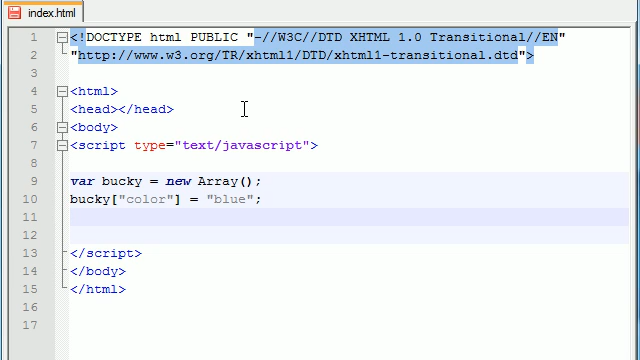 index.html
1 <!DOCTYPE html PUBLIC "-//W3C//DTD XHTML 1.0 Transitional//EN"
2 "http://www.w3.org/TR/xhtml1/DTD/xhtml1-transitional.dtd">
3
4 <html>
5 <head></head>
6 <body>
7 <script type="text/javascript">
8
9 var bucky = new Array();
10 bucky["color"] = "blue";
11
12
13 </script>
14 </body>
15 </html>
16
17